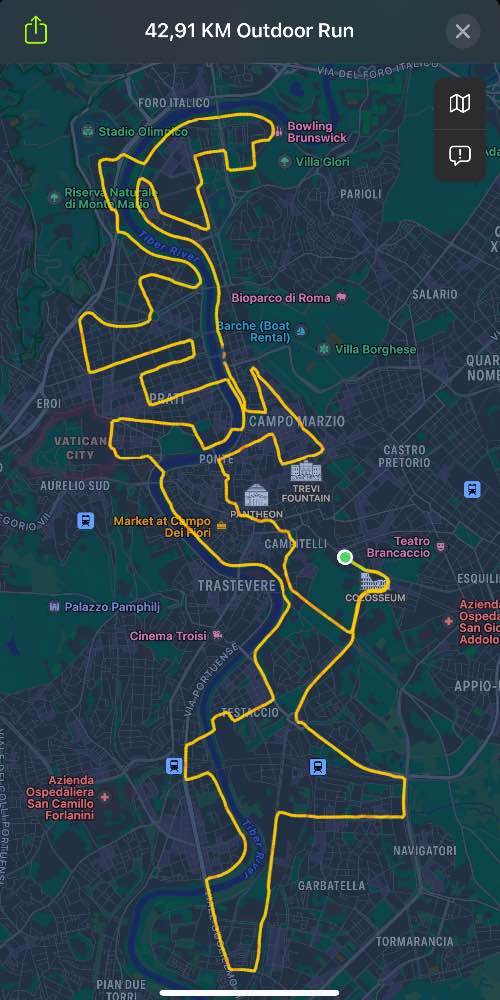 42,91 KM Outdoor Run
VIA DEL FORO ITALICO
FORO ITALICO
Stadio Olimpico
Bowling
Brunswick
Villa Glori
Riserva Naturale
di Monte Mario
PARIOLI
Tiber River
Bioparco di Roma
SALARIO
Barche (Boat
Rental)
Villa Borghese
QUAR
NOME
EROI
PRATI
CAMPO MARZIO
VATICAN
CITY
PONTE
CASTRO
PRETORIO
AURELIO SUD
TREVI
FOUNTAIN
PANTHEON
GREGORIO VII
Market at Campo
Dei Fiori
CAMPITELLI
Teatro
Brancaccio
TRASTEVERE
ESQUILI
COLOSSEUM
Palazzo Pamphilj
Azienda
Ospeda
San Gio
Addolo
Cinema Troisi
VIA PORTUENSE
APPIO-
TESTACCIO
Azienda
Ospedaliera
San Camillo
Forlanini
Tiber River
NAVIGATORI
GARBATELLA
TORMARANCIA
PIAN DUE
TORRI